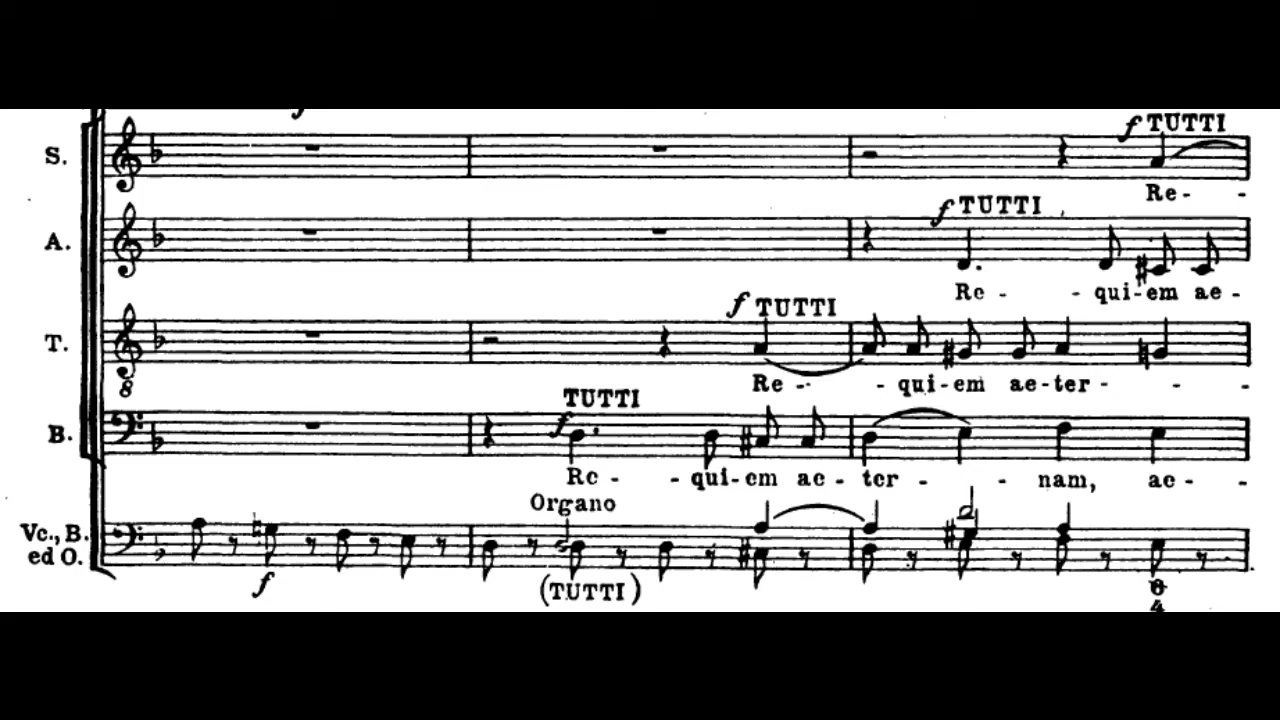 f TUTTI
S.
Re - -
f TUTTI
A.
Re - - qui-em ae -
f TUTTI
T.
8
Re - - qui-em ae-ter - - -
TUTTI
B.
f
Re - - qui-em ae - ter - - nam, ae -
Organo
Vc., B.
ed O.
f
(TUTTI)
6
4